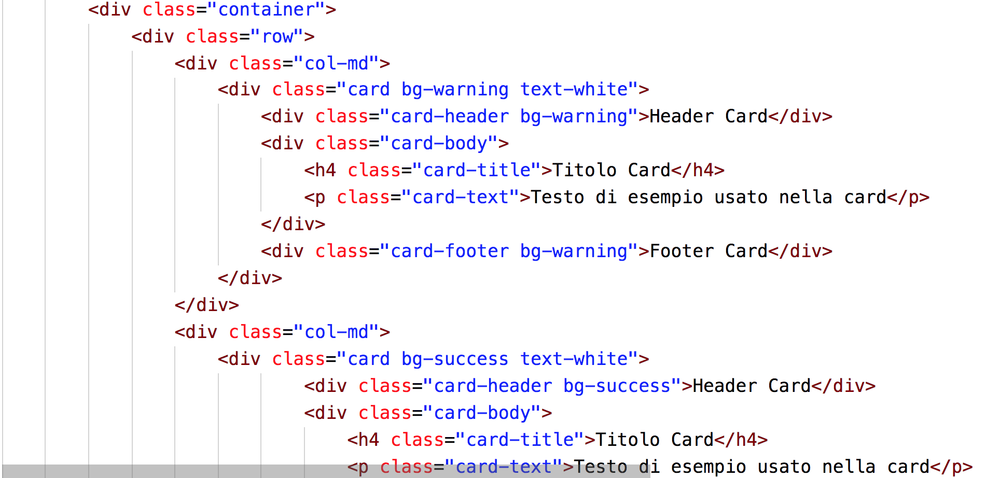 <div class="container">
<div class="row">
<div class="col-md">
<div class="card bg-warning text-white">
<div class="card-header bg-warning">Header Card</div>
<div class="card-body">
<h4 class="card-title">Titolo Card</h4>
<p class="card-text">Testo di esempio usato nella card</p>
</div>
<div class="card-footer bg-warning">Footer Card</div>
</div>
</div>
<div class="col-md">
<div class="card bg-success text-white">
<div class="card-header bg-success">Header Card</div>
<div class="card-body">
<h4 class="card-title">Titolo Card</h4>
<p class="card-text">Testo di esempio usato nella card</p>